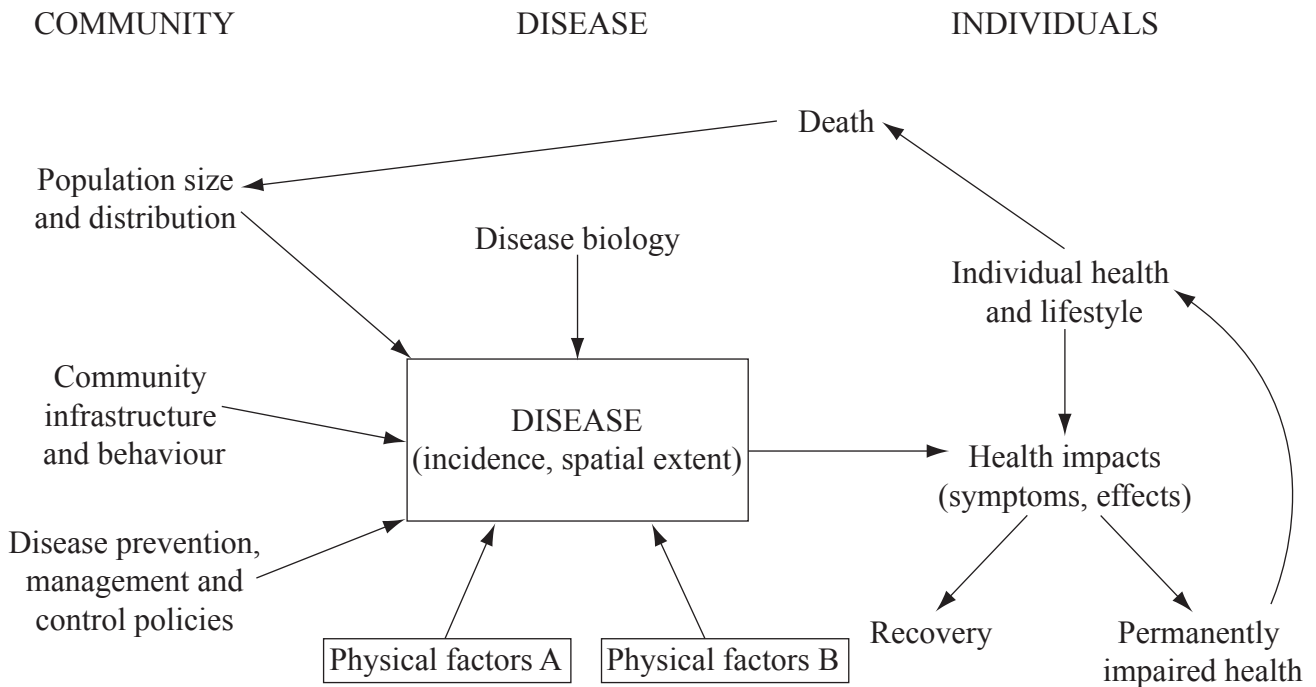 COMMUNITY
DISEASE
INDIVIDUALS
Death
Population size
and distribution
Disease biology
Individual health
and lifestyle
Community
infrastructure
and behaviour
DISEASE
(incidence, spatial extent)
Health impacts
(symptoms, effects)
Disease prevention,
management and
control policies
Physical factors A
Physical factors B
Recovery
Permanently
impaired health